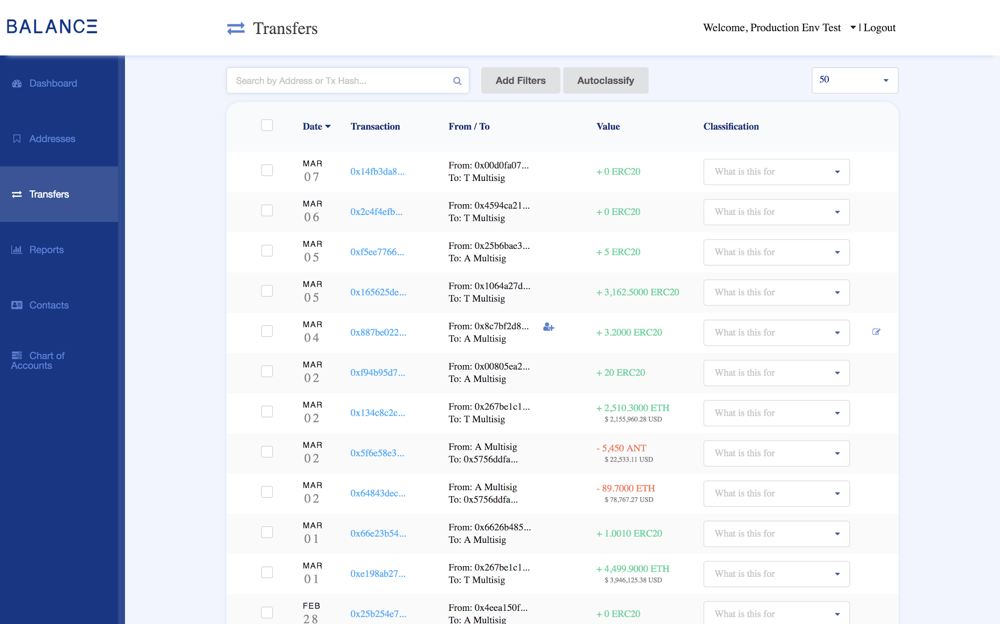 BALANCE
Transfers
Welcome, Production Env Test | Logout
Dashboard
Addresses
Transfers
Reports
Contacts
Chart of
Accounts
Search by Address or Tx Hash...
Add Filters
Autoclassify
50
Date Transaction From / To Value Classification
MAR
07
0x14fb3da8...
From: 0x00d0fa07...
To: T Multisig
+ 0 ERC20
What is this for
MAR
06
0x2c4f4efb...
From: 0x4594ca21...
To: T Multisig
+ 0 ERC20
What is this for
MAR
05
0xf5ee7766...
From: 0x25b6bae3...
To: A Multisig
+ 5 ERC20
What is this for
MAR
05
0x165625de...
From: 0x1064a27d...
To: T Multisig
+ 3,162.5000 ERC20
What is this for
MAR
04
0x887be022...
From: 0x8c7bf2d8...
To: A Multisig
+ 3.2000 ERC20
What is this for
MAR
02
0xf94b95d7...
From: 0x00805ea2...
To: A Multisig
+ 20 ERC20
What is this for
MAR
02
0x134c8c2c...
From: 0x267be1c1...
To: T Multisig
+ 2,510.3000 ETH
$ 2,155,960.28 USD
What is this for
MAR
02
0x5f6e58e3...
From: A Multisig
To: 0x5756ddfa...
- 5,450 ANT
$ 22,533.11 USD
What is this for
MAR
02
0x64843dec...
From: A Multisig
To: 0x5756ddfa...
- 89.7000 ETH
$ 78,767.27 USD
What is this for
MAR
01
0x66e23b54...
From: 0x6626b485...
To: A Multisig
+ 1.0010 ERC20
What is this for
MAR
01
0xe198ab27...
From: 0x267be1c1...
To: T Multisig
+ 4,499.9000 ETH
$ 3,946,125.38 USD
What is this for
FEB
28
0x25b254e7...
From: 0x4eea150f...
To: A Multisig
+ 0 ERC20
What is this for